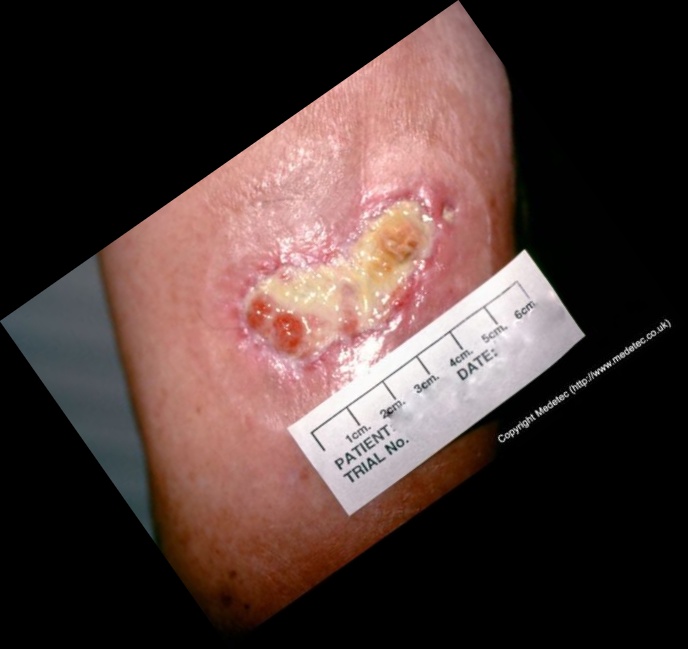 1cm. 2cm. 3cm. 4cm. 5cm. 6cm.
PATIENT: DATE:
TRIAL No.
Copyright Medetec (http://www.medetec.co.uk)